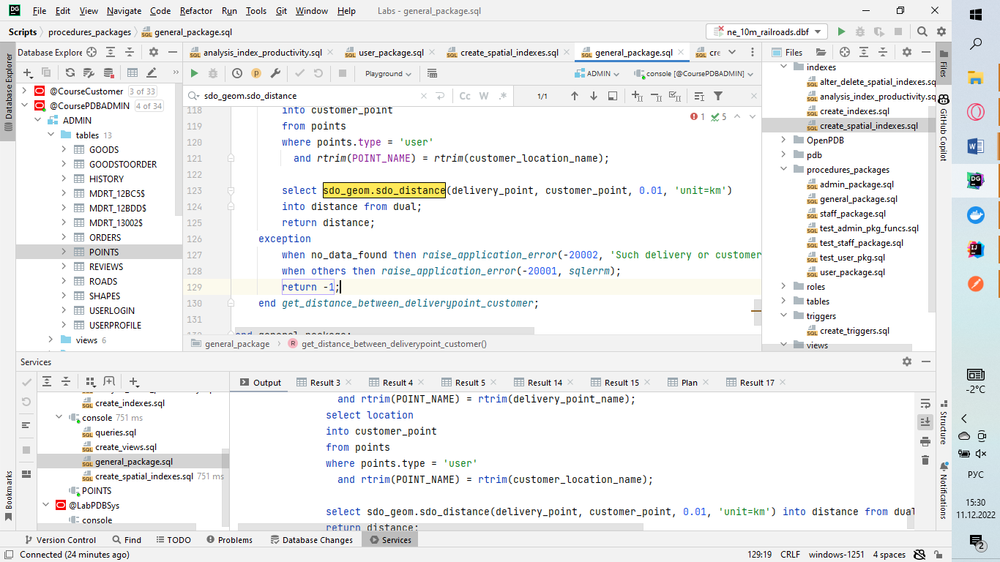 File Edit View Navigate Code Refactor Run Tools Git Window Help Labs - general_package.sql
Scripts procedures_packages general_package.sql ne_10m_railroads.dbf
Database Explore
analysis_index_productivity.sql user_package.sql create_spatial_indexes.sql general_package.sql
Files
Playground ADMIN console [@CoursePDBADMIN]
sdo_geom.sdo_distance Cc W .* 1/1
Database Explorer
@CourseCustomer 3 of 33
@CoursePDBADMIN 4 of 34
ADMIN
tables 13
GOODS
GOODSTOORDER
HISTORY
MDRT_12BC5$
MDRT_12BDD$
MDRT_13002$
ORDERS
POINTS
REVIEWS
ROADS
SHAPES
USERLOGIN
USERPROFILE
views 6
1 5
118 into customer_point
119 from points
120 where points.type = 'user'
121 and rtrim(POINT_NAME) = rtrim(customer_location_name);
122
123 select sdo_geom.sdo_distance(delivery_point, customer_point, 0.01, 'unit=km')
124 into distance from dual;
125 return distance;
126 exception
127 when no_data_found then raise_application_error(-20002, 'Such delivery or customer
128 when others then raise_application_error(-20001, sqlerrm);
129 return -1;
130 end get_distance_between_deliverypoint_customer;
131
end general_package;
general_package get_distance_between_deliverypoint_customer()
indexes
alter_delete_spatial_indexes.sq
analysis_index_productivity.sq
create_indexes.sql
create_spatial_indexes.sql
OpenPDB
pdb
procedures_packages
admin_package.sql
general_package.sql
staff_package.sql
test_admin_pkg_funcs.sql
test_staff_package.sql
test_user_pkg.sql
user_package.sql
roles
tables
triggers
create_triggers.sql
views
Files
GitHub Copilot
Services
Output Result 3 Result 4 Result 5 Result 14 Result 15 Plan Result 17
create_indexes.sql
console 751 ms
queries.sql
create_views.sql
general_package.sql
create_spatial_indexes.sql 751 ms
POINTS
@LabPDBSys
console
and rtrim(POINT_NAME) = rtrim(delivery_point_name);
select location
into customer_point
from points
where points.type = 'user'
and rtrim(POINT_NAME) = rtrim(customer_location_name);
select sdo_geom.sdo_distance(delivery_point, customer_point, 0.01, 'unit=km') into distance from dual
return distance;
Bookmarks
Structure
Notifications
Version Control Find TODO Problems Database Changes Services
Connected (24 minutes ago) 129:19 CRLF windows-1251 4 spaces
-2°C
РУС
15:30
11.12.2022
2